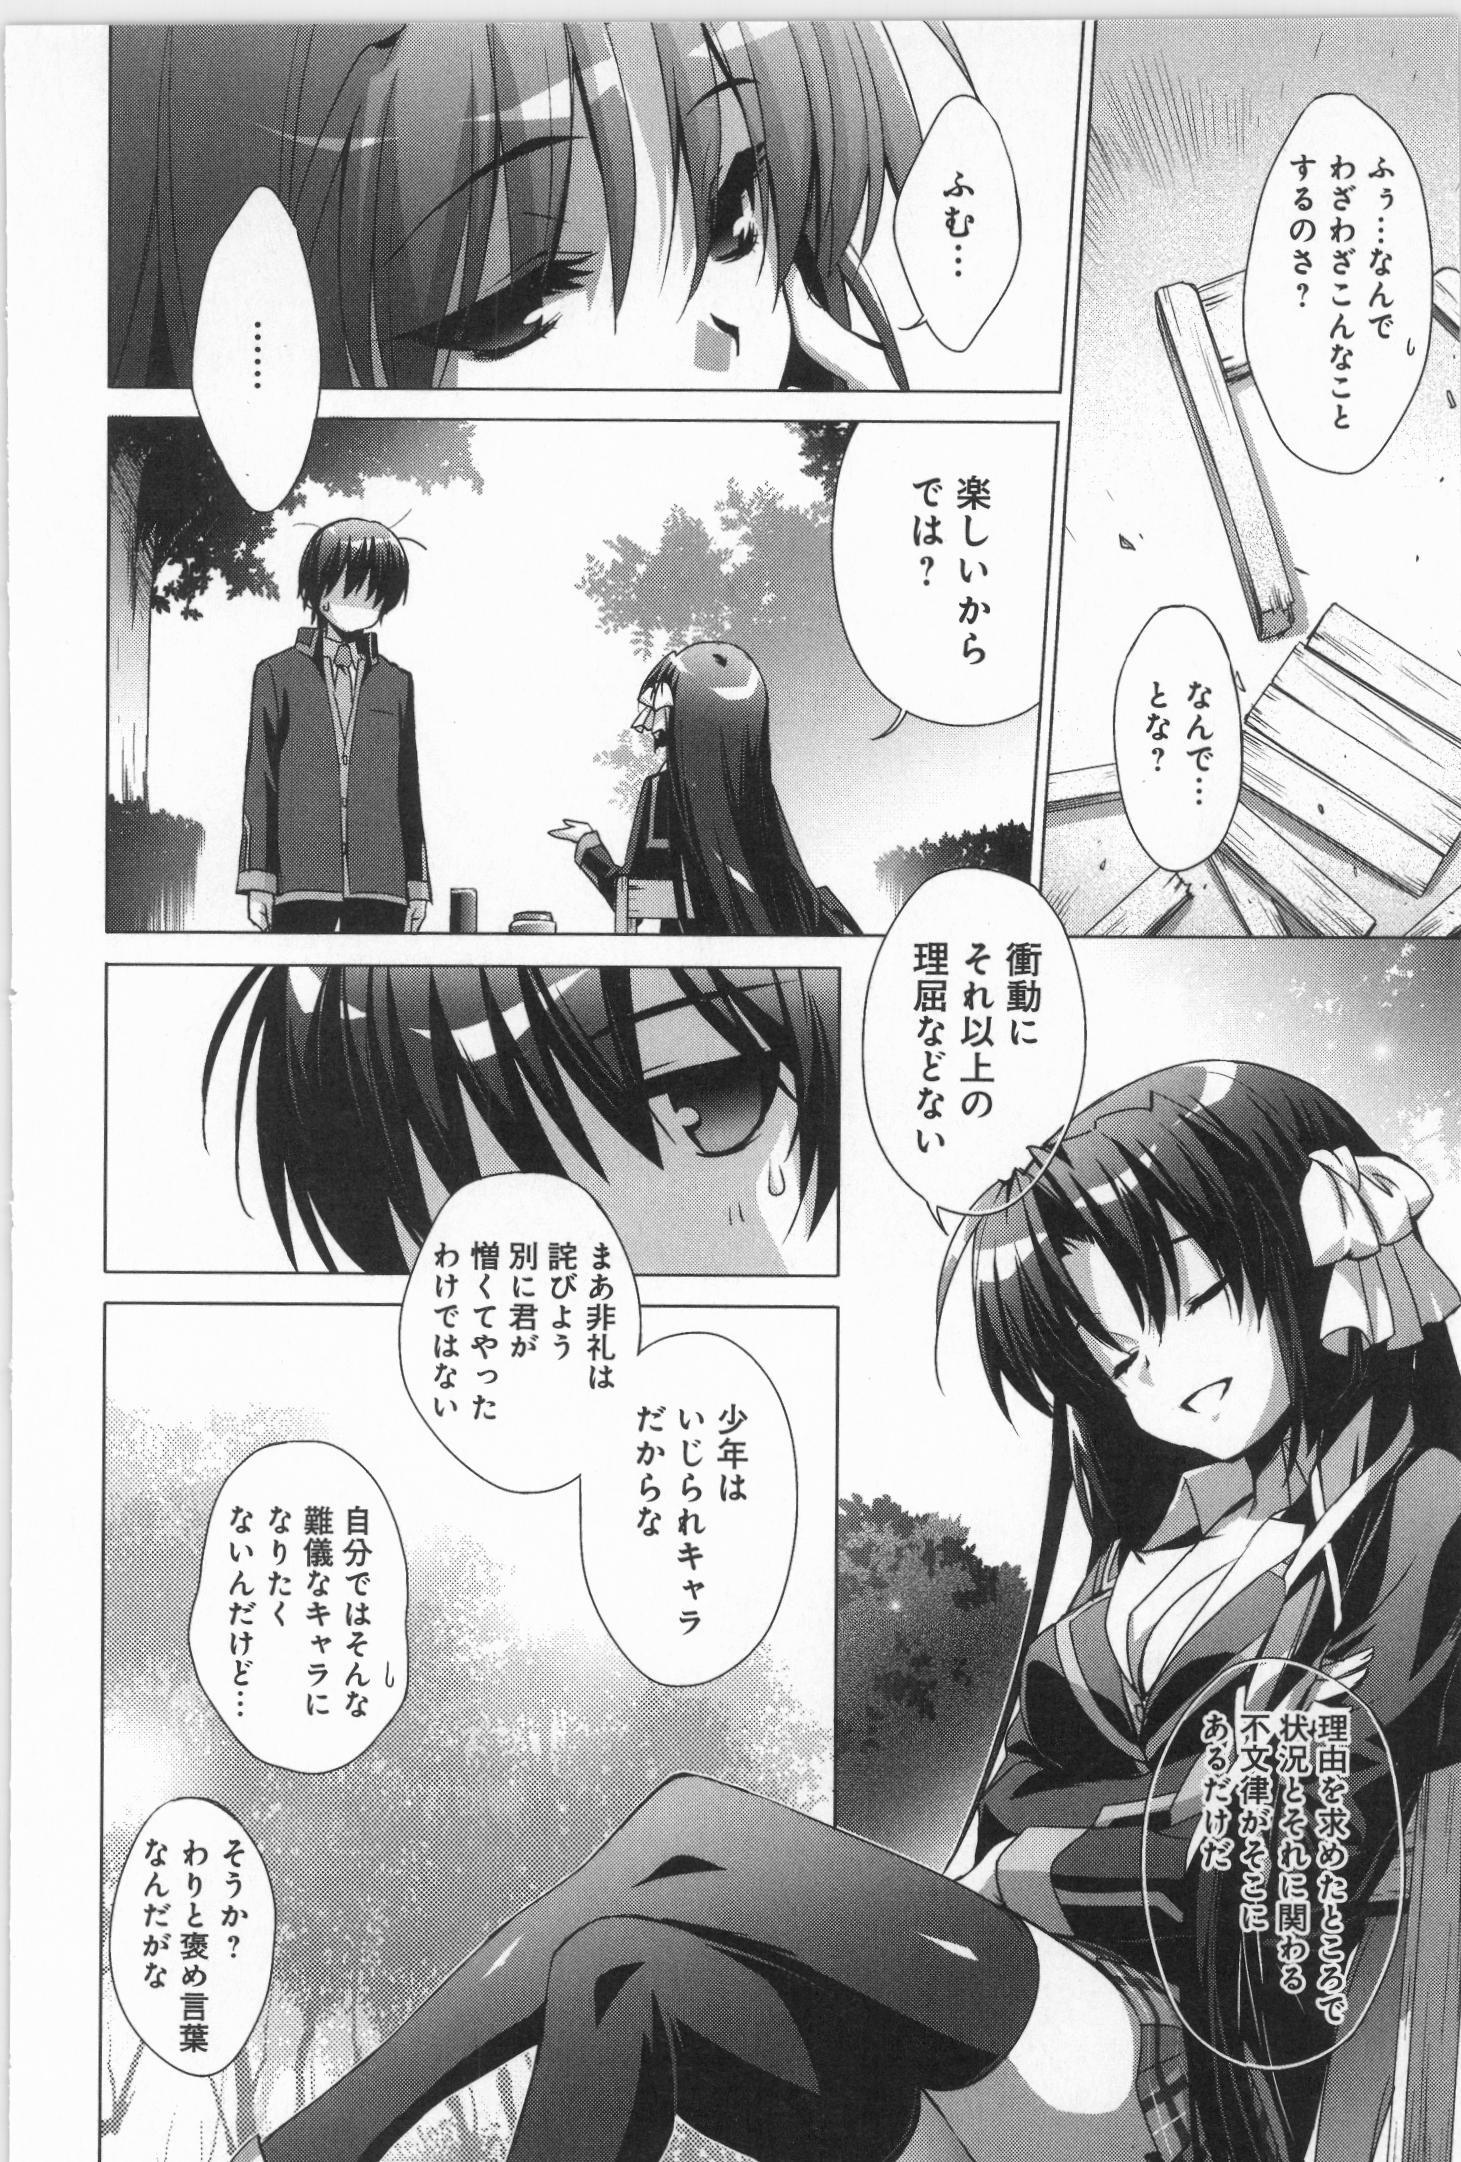 ふぅ…なんで
わざわざこんなこと
するのさ?
なんで…
とな?
ふむ…
……
楽しいから
では?
衝動に
それ以上の
理屈などない
理由を求めたところで
状況とそれに関わる
不文律がそこに
あるだけだ
まあ非礼は
詫びよう
別に君が
憎くてやった
わけではない
少年は
いじられキャラ
だからな
自分ではそんな
難儀なキャラに
なりたく
ないんだけど…
そうか?
わりと褒め言葉
なんだがな